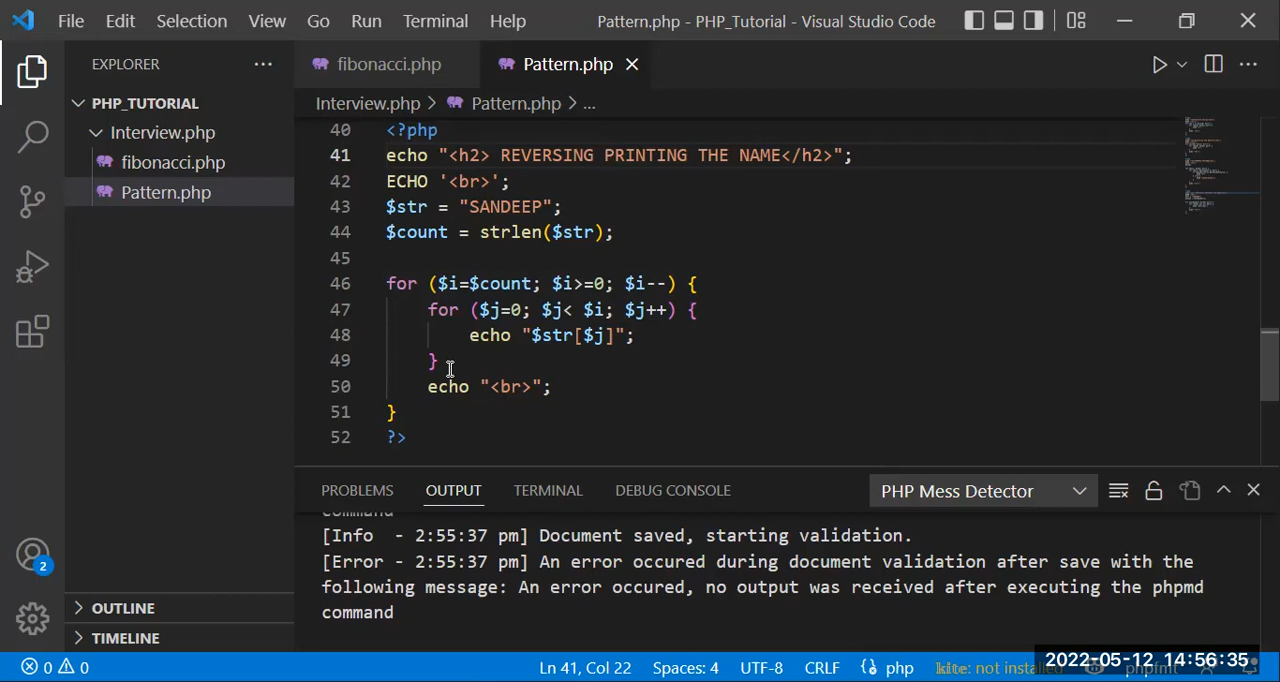 File Edit Selection View Go Run Terminal Help Pattern.php - PHP_Tutorial - Visual Studio Code
EXPLORER
PHP_TUTORIAL
Interview.php
fibonacci.php
Pattern.php
OUTLINE
TIMELINE
2
fibonacci.php Pattern.php
Interview.php > Pattern.php > ...
40 <?php
41 echo "<h2> REVERSING PRINTING THE NAME</h2>";
42 ECHO '<br>';
43 $str = "SANDEEP";
44 $count = strlen($str);
45
46 for ($i=$count; $i>=0; $i--) {
47 for ($j=0; $j< $i; $j++) {
48 echo "$str[$j]";
49 }
50 echo "<br>";
51 }
52 ?>
PROBLEMS OUTPUT TERMINAL DEBUG CONSOLE PHP Mess Detector
command
[Info - 2:55:37 pm] Document saved, starting validation.
[Error - 2:55:37 pm] An error occured during document validation after save with the
following message: An error occured, no output was received after executing the phpmd
command
0 0 Ln 41, Col 22 Spaces: 4 UTF-8 CRLF php kite: not installed phpfmt
2022-05-12 14:56:35